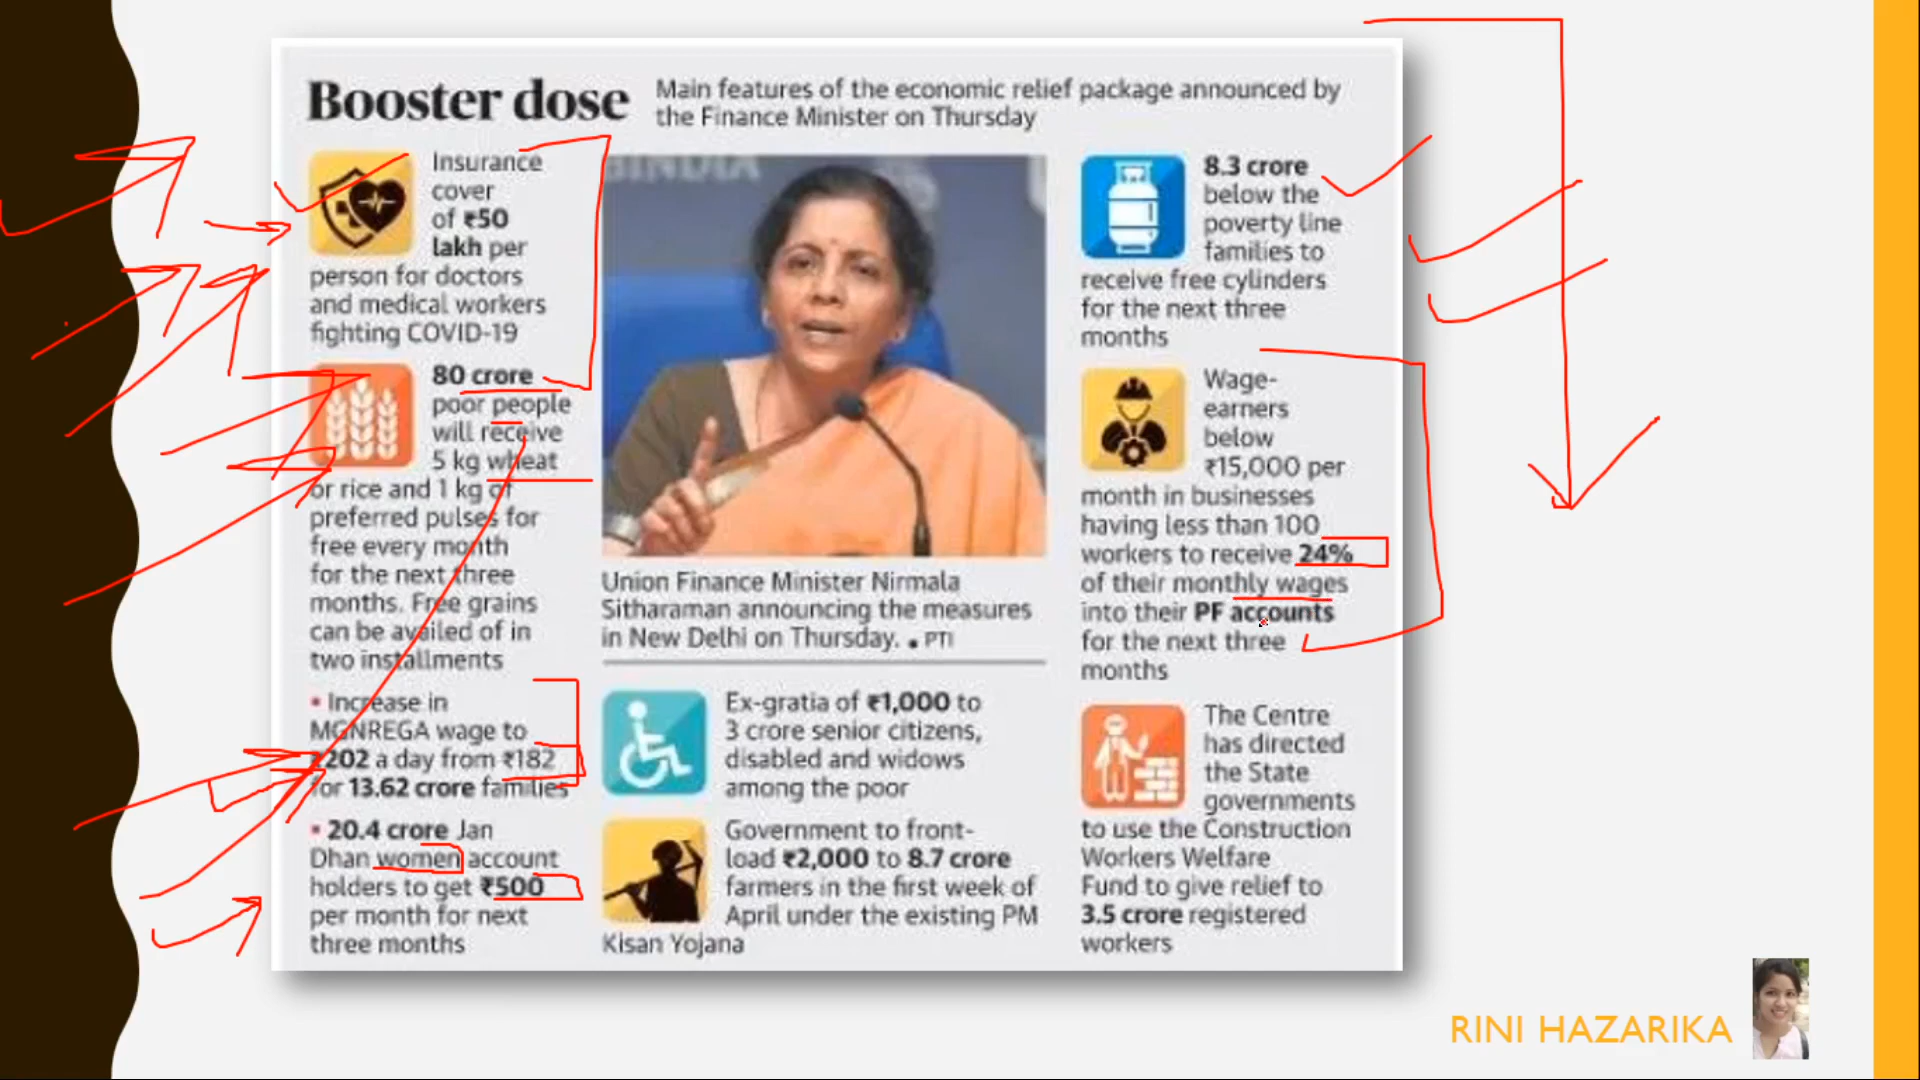 Booster dose
Main features of the economic relief package announced by
the Finance Minister on Thursday
Insurance
cover
of ₹50
lakh per
person for doctors
and medical workers
fighting COVID-19
80 crore
poor people
will receive
5 kg wheat
or rice and 1 kg of
preferred pulses for
free every month
for the next three
months. Free grains
can be availed of in
two installments
▪ Increase in
MGNREGA wage to
₹202 a day from ₹182
for 13.62 crore families
▪ 20.4 crore Jan
Dhan women account
holders to get ₹500
per month for next
three months
INDIA
Union Finance Minister Nirmala
Sitharaman announcing the measures
in New Delhi on Thursday. • PTI
Ex-gratia of ₹1,000 to
3 crore senior citizens,
disabled and widows
among the poor
Government to front-
load ₹2,000 to 8.7 crore
farmers in the first week of
April under the existing PM
Kisan Yojana
8.3 crore
below the
poverty line
families to
receive free cylinders
for the next three
months
Wage-
earners
below
₹15,000 per
month in businesses
having less than 100
workers to receive 24%
of their monthly wages
into their PF accounts
for the next three
months
The Centre
has directed
the State
governments
to use the Construction
Workers Welfare
Fund to give relief to
3.5 crore registered
workers
RINI HAZARIKA